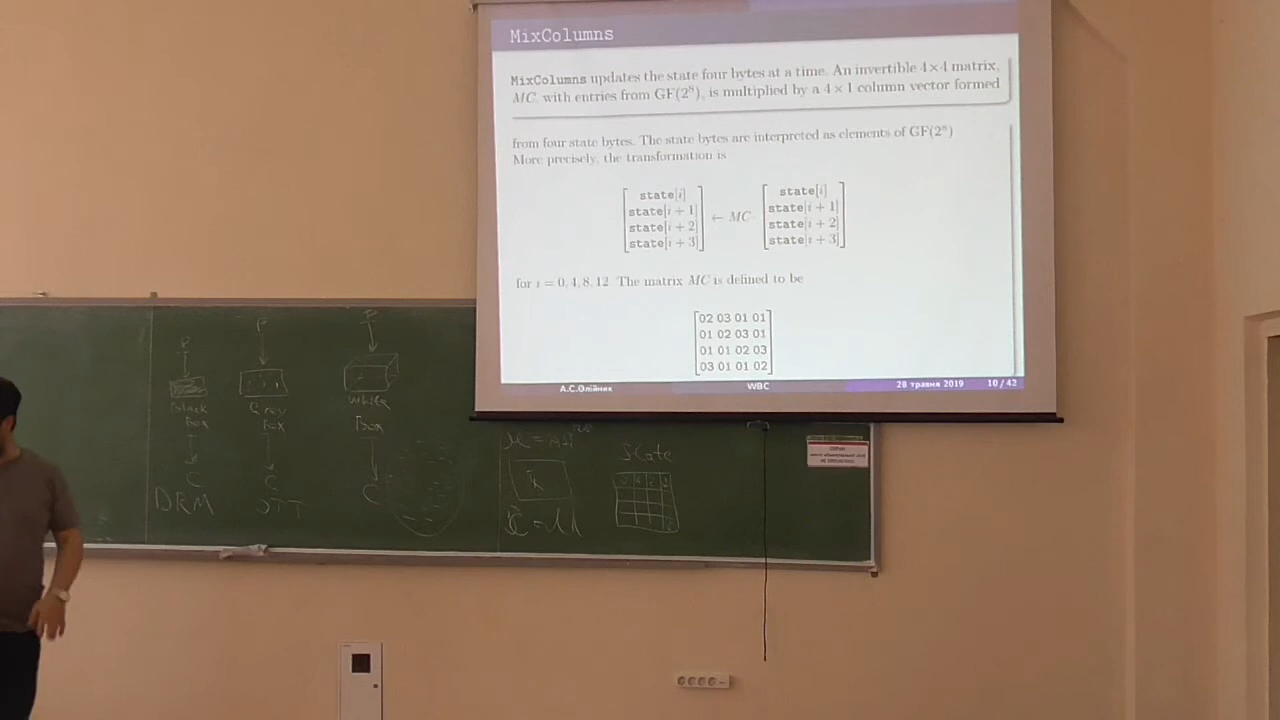 MixColumns
MixColumns updates the state four bytes at a time. An invertible 4×4 matrix,
MC, with entries from GF(2⁸), is multiplied by a 4 × 1 column vector formed
from four state bytes. The state bytes are interpreted as elements of GF(2⁸)
More precisely, the transformation is
state[i]
state[i + 1]
state[i + 2]
state[i + 3]
← MC
state[i]
state[i + 1]
state[i + 2]
state[i + 3]
for i = 0, 4, 8, 12. The matrix MC is defined to be
02 03 01 01
01 02 03 01
01 01 02 03
03 01 01 02
А.С.Олійник WBC 28 травня 2019 10 / 42
P P P
Black Grey White
Box Box Box
C C C
DRM OTT
State